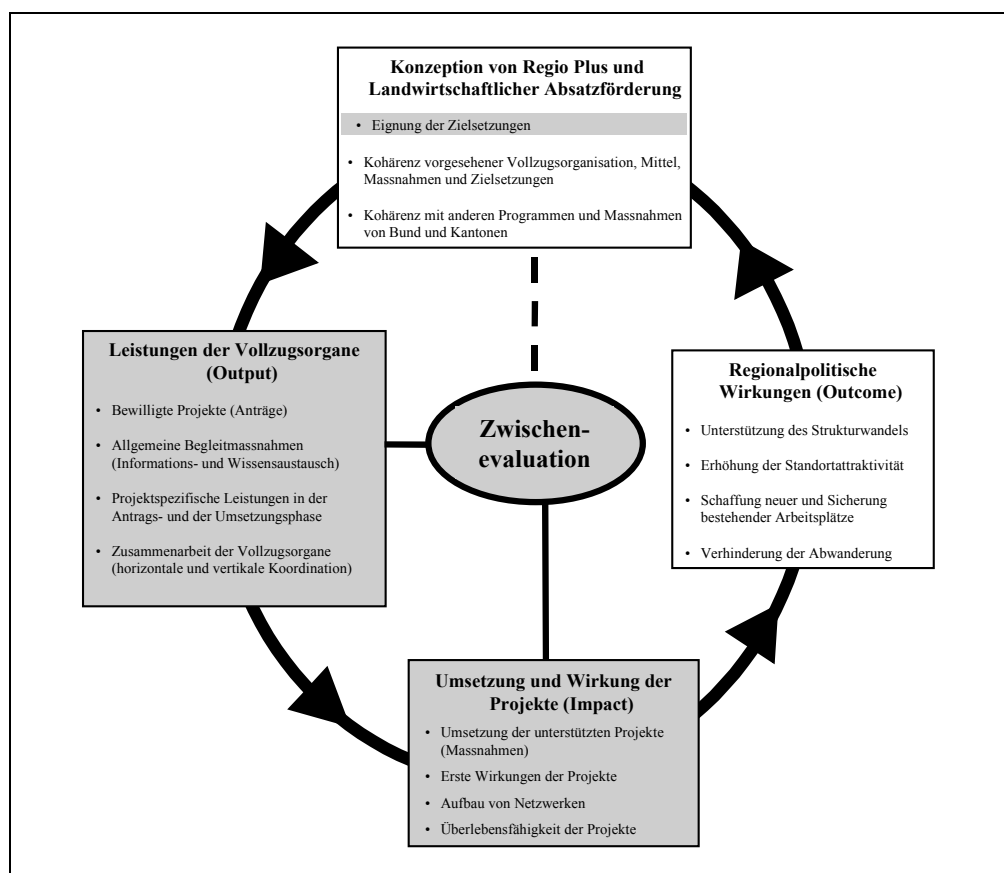 Konzeption von Regio Plus und
Landwirtschaftlicher Absatzförderung
• Eignung der Zielsetzungen
• Kohärenz vorgesehener Vollzugsorganisation, Mittel,
Massnahmen und Zielsetzungen
• Kohärenz mit anderen Programmen und Massnahmen
von Bund und Kantonen
Leistungen der Vollzugsorgane
(Output)
• Bewilligte Projekte (Anträge)
• Allgemeine Begleitmassnahmen
(Informations- und Wissensaustausch)
• Projektspezifische Leistungen in der
Antrags- und der Umsetzungsphase
• Zusammenarbeit der Vollzugsorgane
(horizontale und vertikale Koordination)
Zwischen-
evaluation
Regionalpolitische
Wirkungen (Outcome)
• Unterstützung des Strukturwandels
• Erhöhung der Standortattraktivität
• Schaffung neuer und Sicherung
bestehender Arbeitsplätze
• Verhinderung der Abwanderung
Umsetzung und Wirkung der
Projekte (Impact)
• Umsetzung der unterstützten Projekte
(Massnahmen)
• Erste Wirkungen der Projekte
• Aufbau von Netzwerken
• Überlebensfähigkeit der Projekte